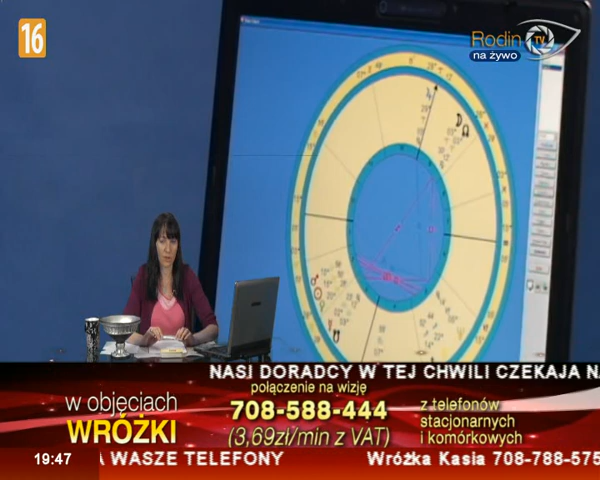 16
Rodin TV
na żywo
NASI DORADCY W TEJ CHWILI CZEKAJA NA
w objęciach
WRÓŻKI
połączenie na wizję
708-588-444
(3,69zł/min z VAT)
z telefonów
stacjonarnych
i komórkowych
19:47
A WASZE TELEFONY
Wróżka Kasia 708-788-575